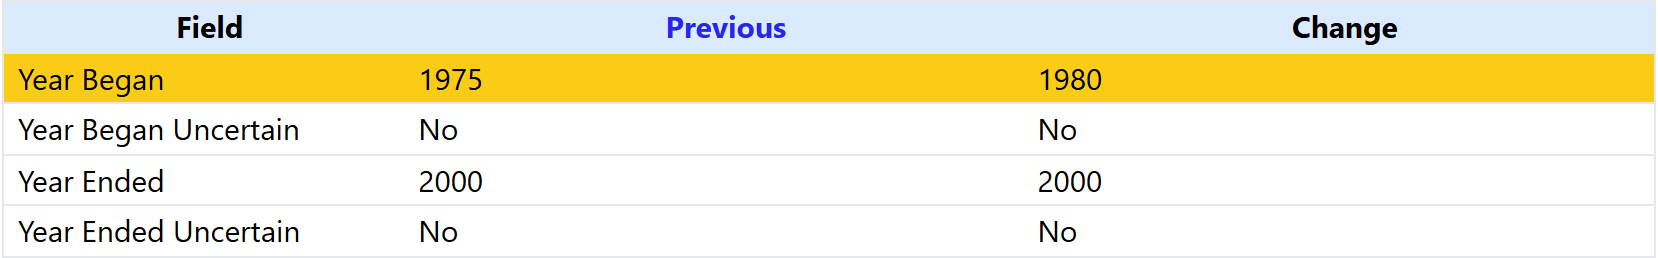 Field Previous Change
Year Began 1975 1980
Year Began Uncertain No No
Year Ended 2000 2000
Year Ended Uncertain No No